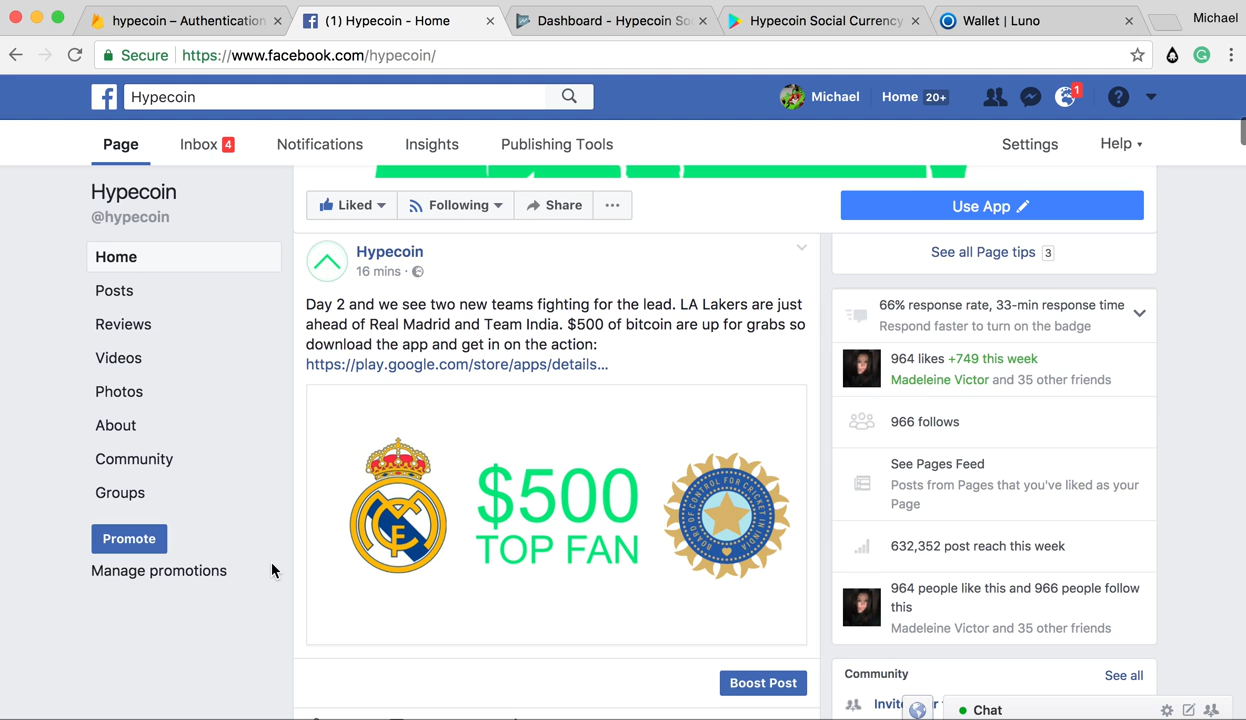 hypecoin – Authentication
(1) Hypecoin - Home
Dashboard - Hypecoin So
Hypecoin Social Currency
Wallet | Luno
Michael
Secure
https://www.facebook.com/hypecoin/
Hypecoin
Michael
Home 20+
1
Page
Inbox 4
Notifications
Insights
Publishing Tools
Settings
Help
Hypecoin
@hypecoin
Home
Posts
Reviews
Videos
Photos
About
Community
Groups
Promote
Manage promotions
Liked
Following
Share
Use App
Hypecoin
16 mins ·
Day 2 and we see two new teams fighting for the lead. LA Lakers are just
ahead of Real Madrid and Team India. $500 of bitcoin are up for grabs so
download the app and get in on the action:
https://play.google.com/store/apps/details...
$500
TOP FAN
BOARD OF CONTROL FOR CRICKET IN INDIA
Boost Post
See all Page tips 3
66% response rate, 33-min response time
Respond faster to turn on the badge
964 likes +749 this week
Madeleine Victor and 35 other friends
966 follows
See Pages Feed
Posts from Pages that you've liked as your
Page
632,352 post reach this week
964 people like this and 966 people follow
this
Madeleine Victor and 35 other friends
Community
See all
Chat